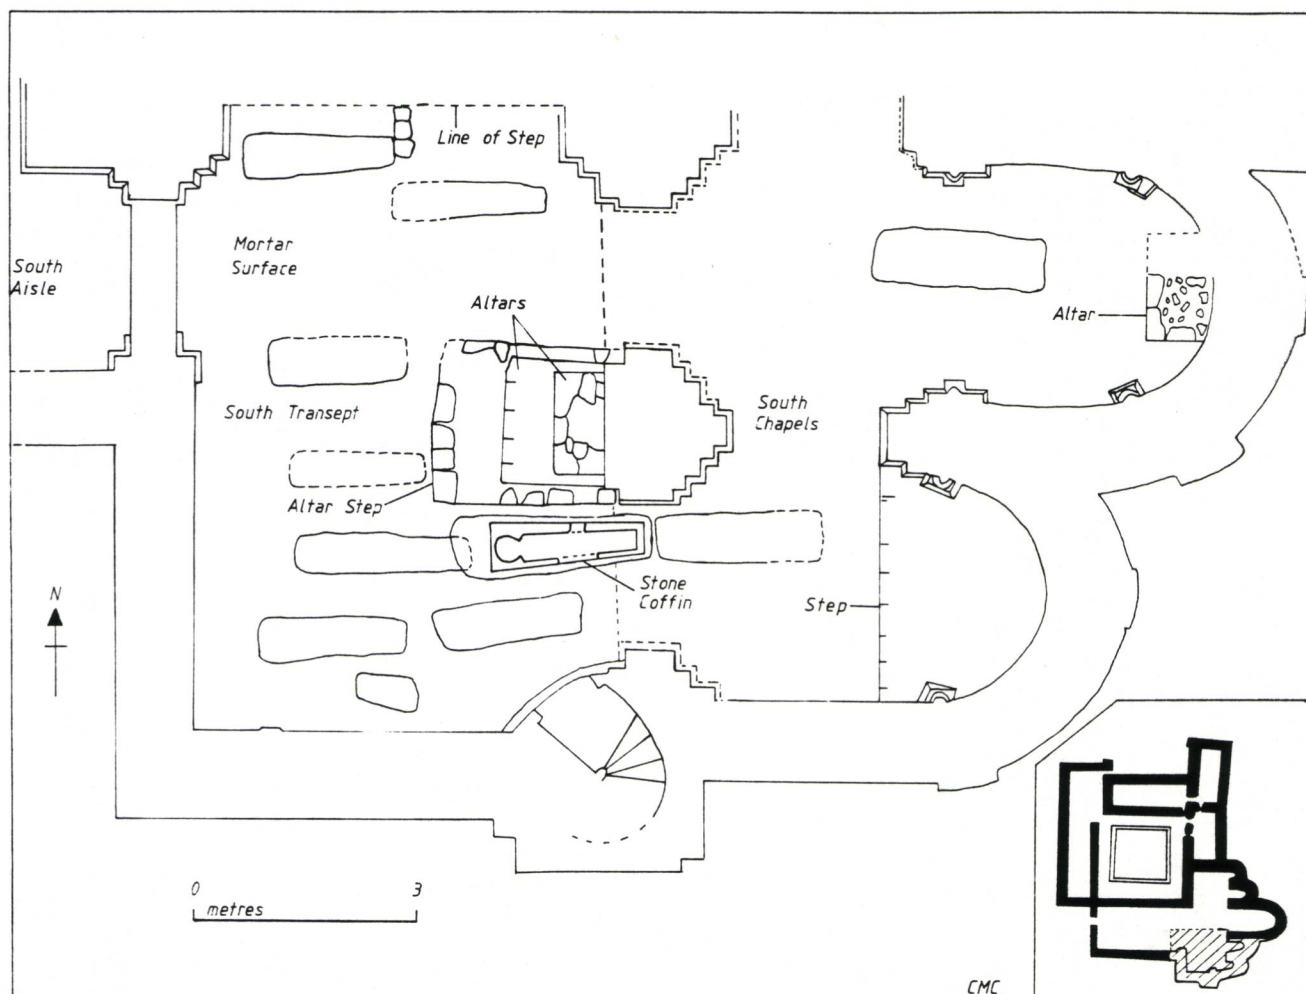 Line of Step
Mortar
Surface
South
Aisle
Altars
Altar
South Transept
South
Chapels
Altar Step
Stone
Coffin
Step
N
0 3
metres
CMC